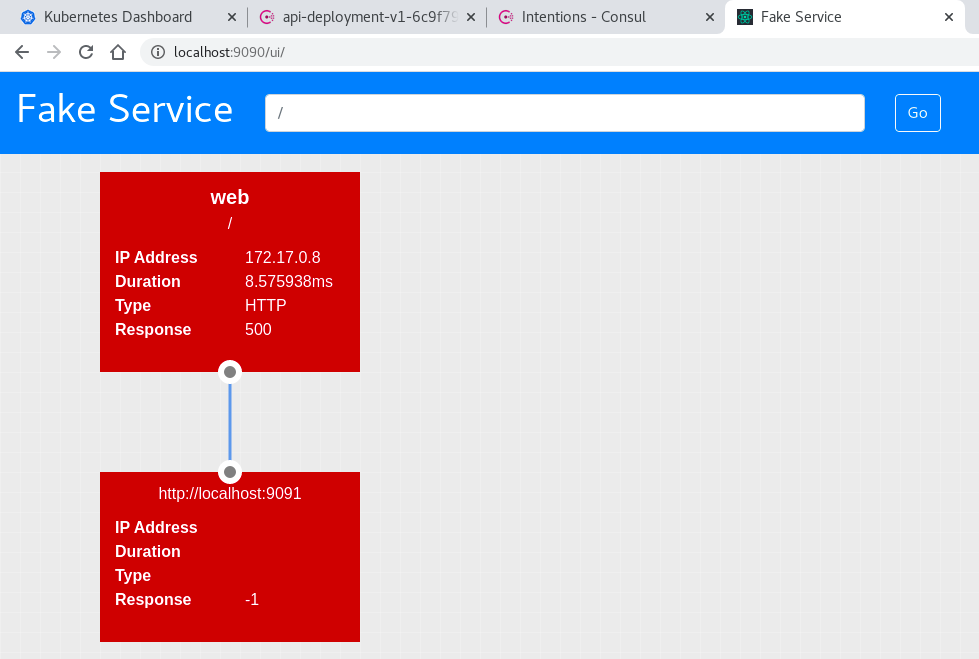 Kubernetes Dashboard
api-deployment-v1-6c9f79
Intentions - Consul
Fake Service
localhost:9090/ui/
Fake Service
/
Go
web
/
IP Address 172.17.0.8
Duration 8.575938ms
Type HTTP
Response 500
http://localhost:9091
IP Address
Duration
Type
Response -1